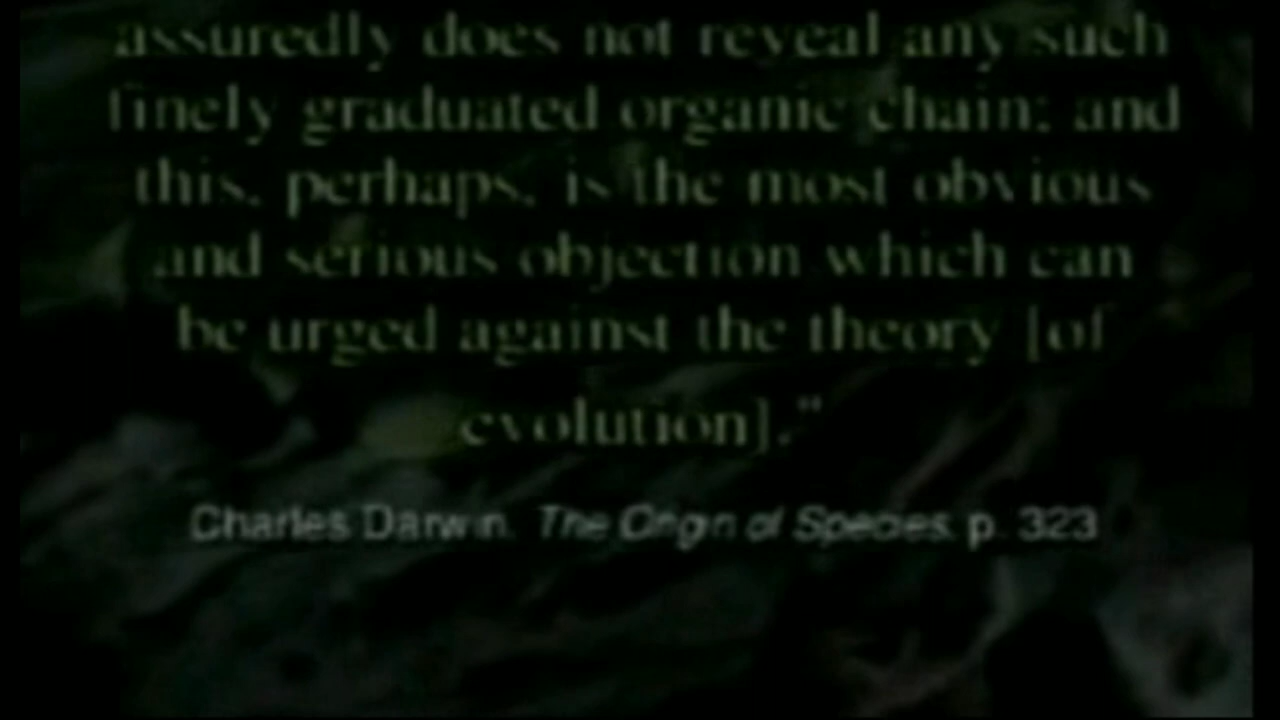 assuredly does not reveal any such
finely graduated organic chain; and
this, perhaps, is the most obvious
and serious objection which can
be urged against the theory [of
evolution]."
Charles Darwin. The Origin of Species. p. 323